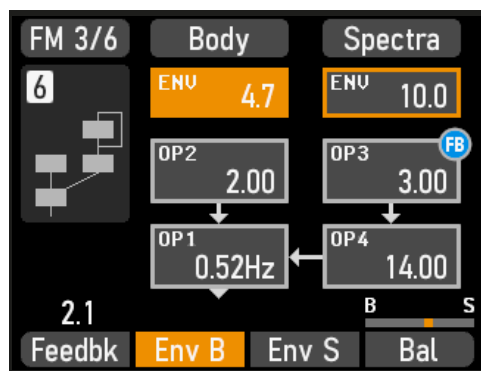 FM 3/6 Body Spectra
6
ENV 4.7 ENV 10.0
FB
OP2 2.00 OP3 3.00
OP1 0.52Hz OP4 14.00
2.1 B S
Feedbk Env B Env S Bal